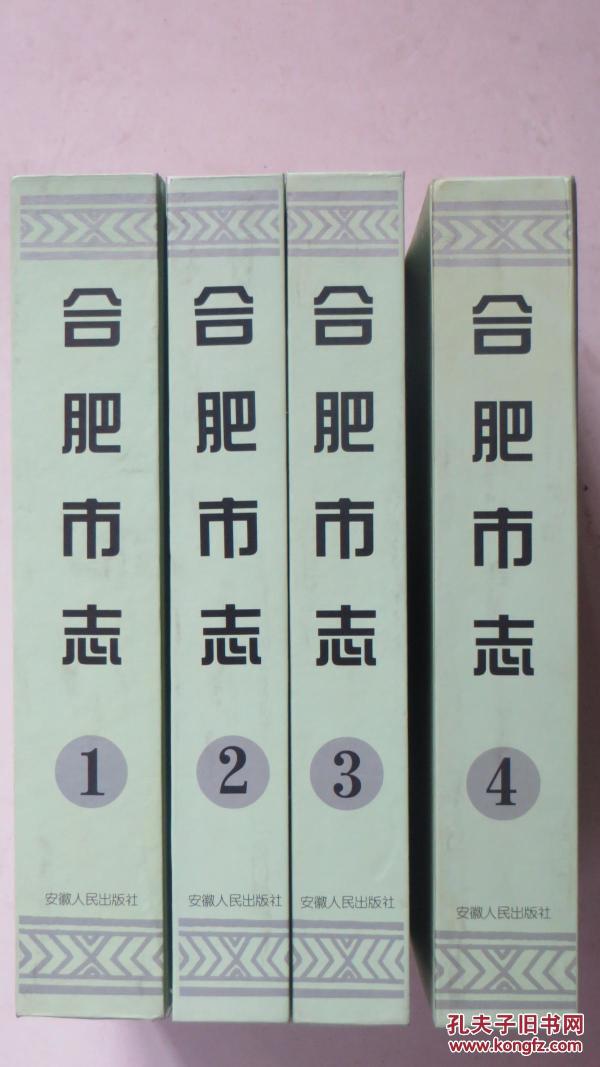 合肥市志
1
安徽人民出版社
合肥市志
2
安徽人民出版社
合肥市志
3
安徽人民出版社
合肥市志
4
安徽人民出版社
孔夫子旧书网
www.kongfz.com